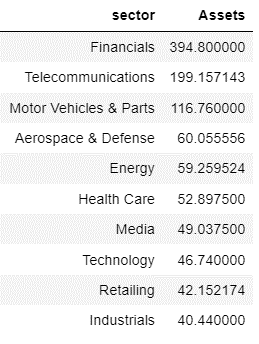 sector Assets
Financials 394.800000
Telecommunications 199.157143
Motor Vehicles & Parts 116.760000
Aerospace & Defense 60.055556
Energy 59.259524
Health Care 52.897500
Media 49.037500
Technology 46.740000
Retailing 42.152174
Industrials 40.440000